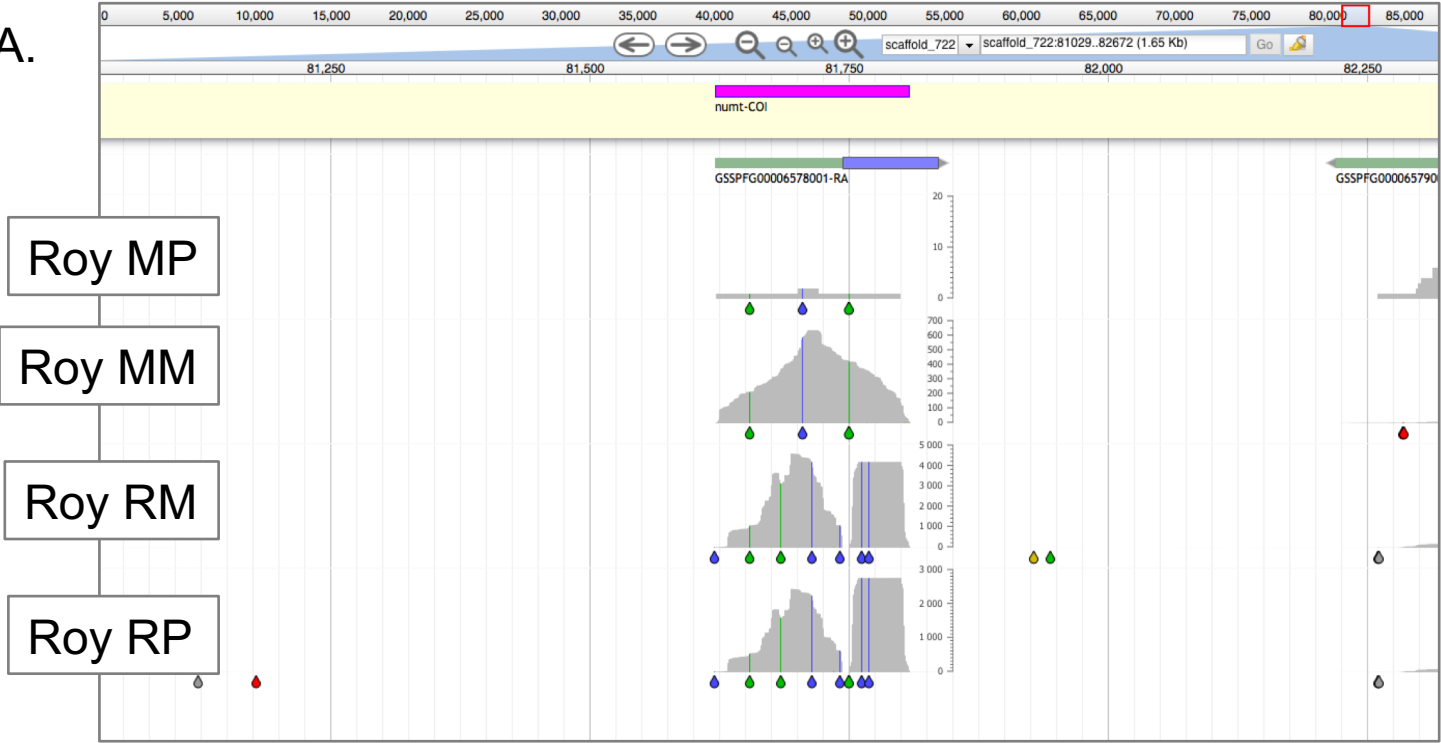 A.
0 5,000 10,000 15,000 20,000 25,000 30,000 35,000 40,000 45,000 50,000 55,000 60,000 65,000 70,000 75,000 80,000 85,000
scaffold_722 scaffold_722:81029..82672 (1.65 Kb) Go
81,250 81,500 81,750 82,000 82,250
numt-COI
GSSPFG00006578001-RA GSSPFG000065790
20
10
0
Roy MP
700
600
500
400
300
200
100
0
Roy MM
5 000
4 000
3 000
2 000
1 000
0
Roy RM
3 000
2 000
1 000
0
Roy RP